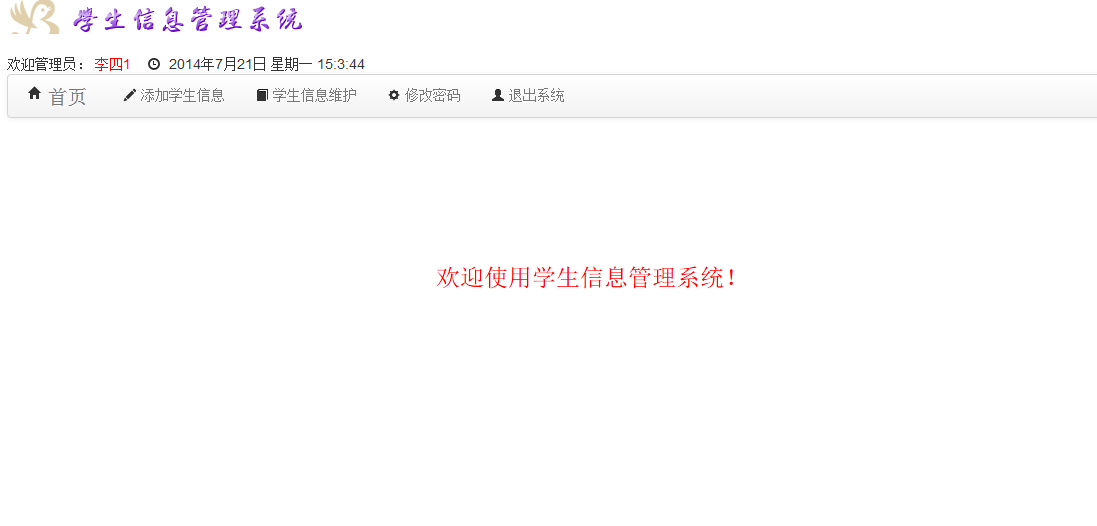 學生信息管理系统
欢迎管理员：李四1 2014年7月21日 星期一 15:3:44
首页 添加学生信息 学生信息维护 修改密码 退出系统
欢迎使用学生信息管理系统！